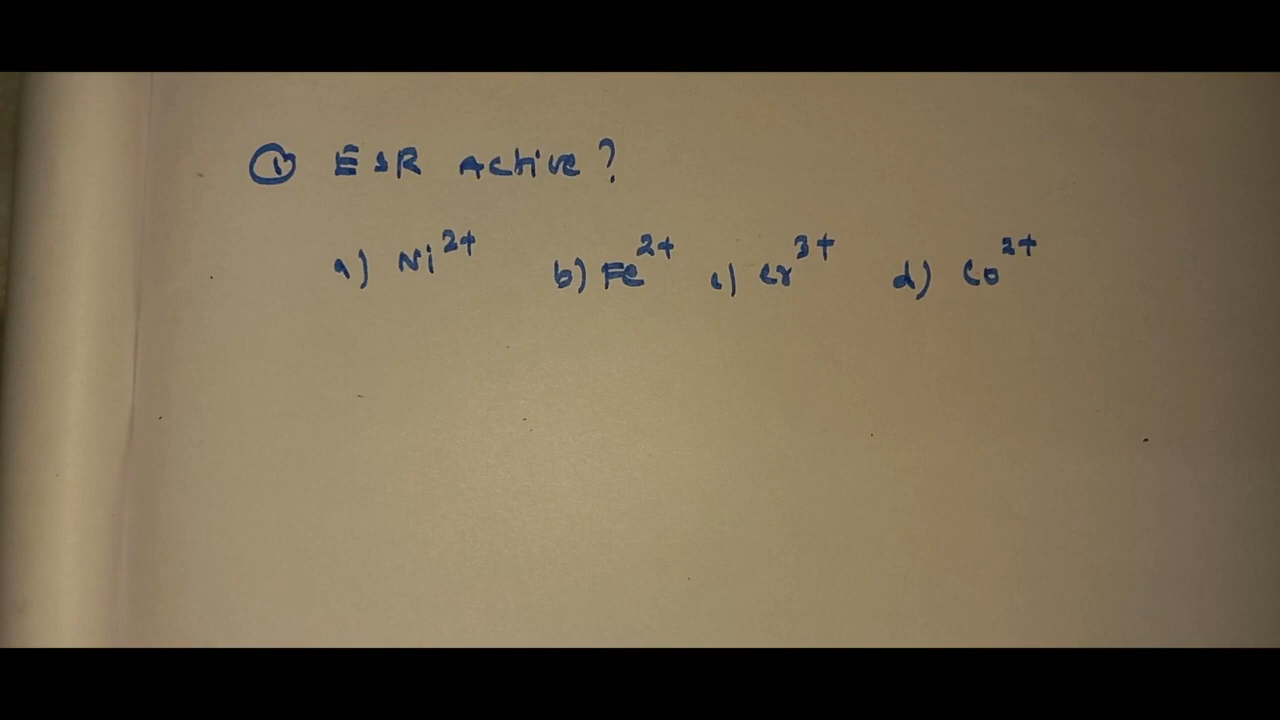 ① ESR Active?
a) Ni²⁺ b) Fe²⁺ c) Cr³⁺ d) Co²⁺